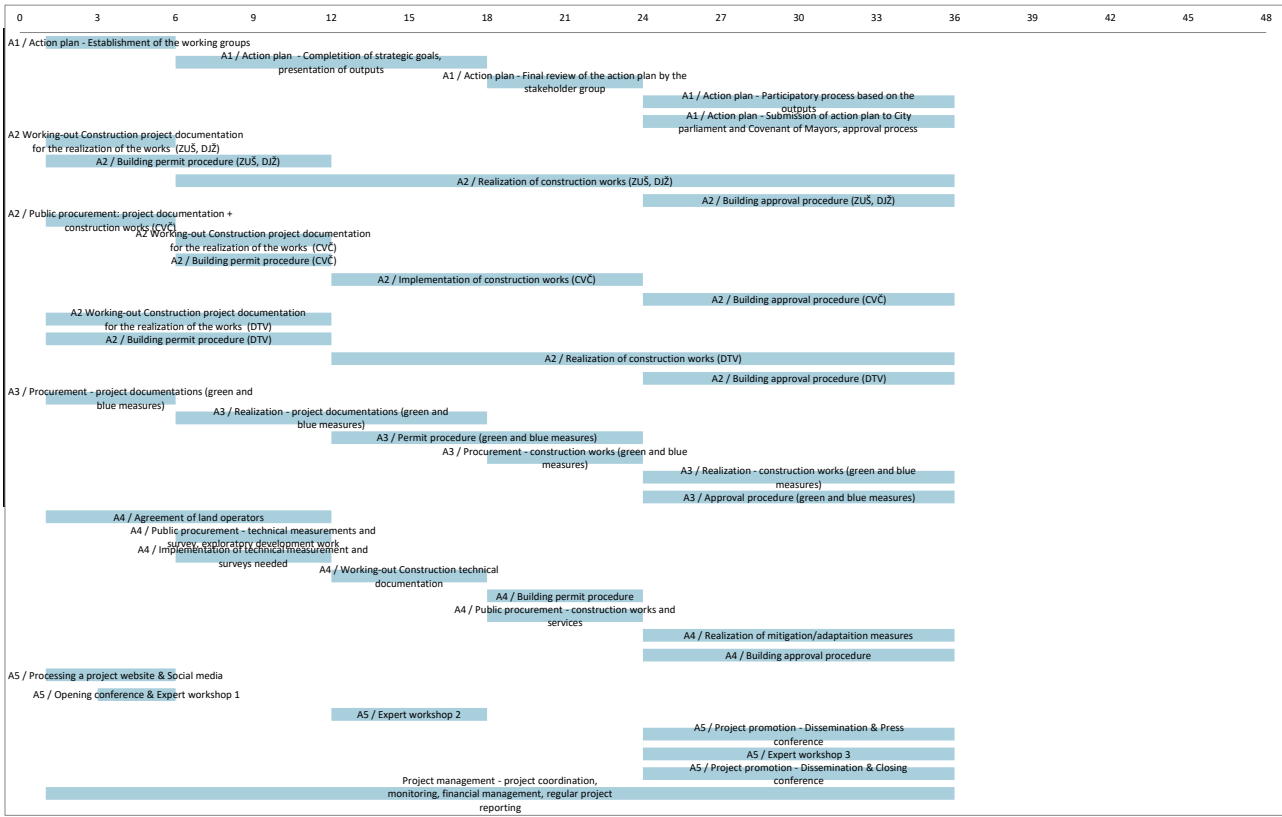 0 3 6 9 12 15 18 21 24 27 30 33 36 39 42 45 48
A1 / Action plan - Establishment of the working groups
A1 / Action plan  - Completition of strategic goals,
presentation of outputs
A1 / Action plan - Final review of the action plan by the
stakeholder group
A1 / Action plan - Participatory process based on the
outputs
A1 / Action plan - Submission of action plan to City
parliament and Covenant of Mayors, approval process
A2 Working-out Construction project documentation
for the realization of the works  (ZUŠ, DJŽ)
A2 / Building permit procedure (ZUŠ, DJŽ)
A2 / Realization of construction works (ZUŠ, DJŽ)
A2 / Building approval procedure (ZUŠ, DJŽ)
A2 / Public procurement: project documentation +
construction works (CVČ)
A2 Working-out Construction project documentation
for the realization of the works  (CVČ)
A2 / Building permit procedure (CVČ)
A2 / Implementation of construction works (CVČ)
A2 / Building approval procedure (CVČ)
A2 Working-out Construction project documentation
for the realization of the works  (DTV)
A2 / Building permit procedure (DTV)
A2 / Realization of construction works (DTV)
A2 / Building approval procedure (DTV)
A3 / Procurement - project documentations (green and
blue measures)
A3 / Realization - project documentations (green and
blue measures)
A3 / Permit procedure (green and blue measures)
A3 / Procurement - construction works (green and blue
measures)
A3 / Realization - construction works (green and blue
measures)
A3 / Approval procedure (green and blue measures)
A4 / Agreement of land operators
A4 / Public procurement - technical measurements and
survey, exploratory development work
A4 / Implementation of technical measurement and
surveys needed
A4 / Working-out Construction technical
documentation
A4 / Building permit procedure
A4 / Public procurement - construction works and
services
A4 / Realization of mitigation/adaptaition measures
A4 / Building approval procedure
A5 / Processing a project website & Social media
A5 / Opening conference & Expert workshop 1
A5 / Expert workshop 2
A5 / Project promotion - Dissemination & Press
conference
A5 / Expert workshop 3
A5 / Project promotion - Dissemination & Closing
conference
Project management - project coordination,
monitoring, financial management, regular project
reporting